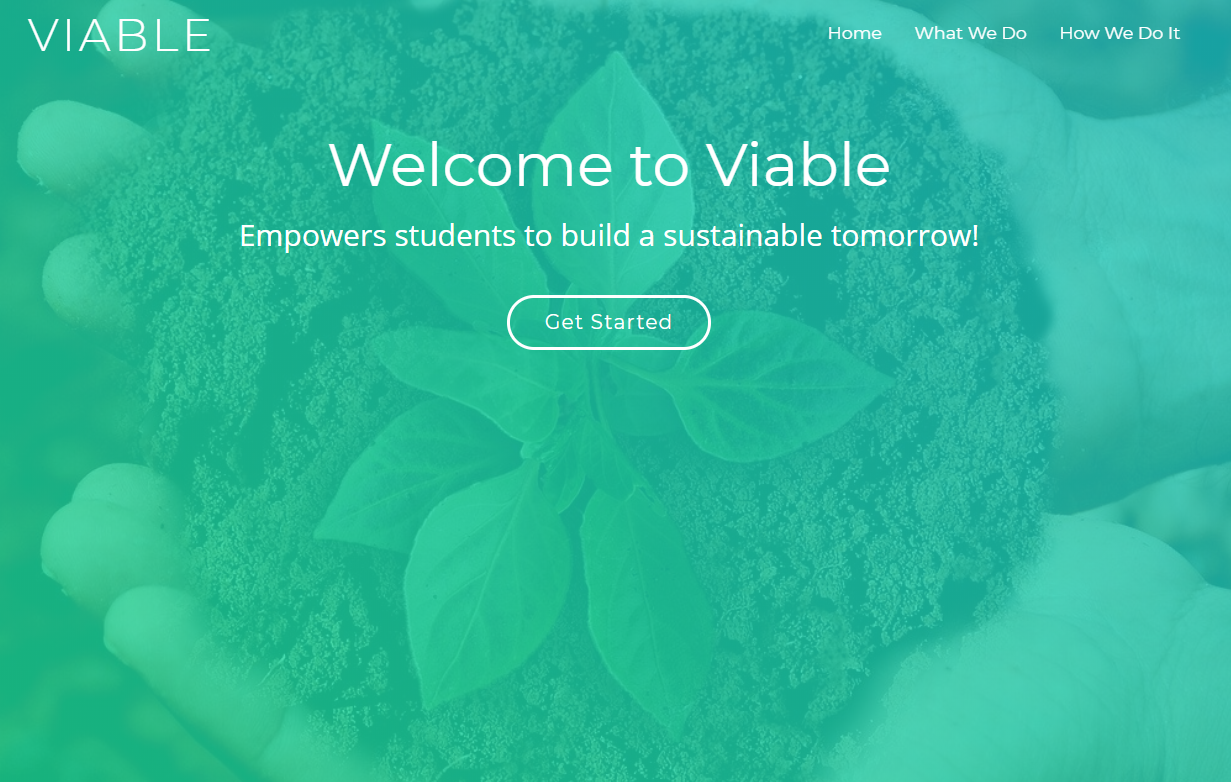 VIABLE
Home What We Do How We Do It
Welcome to Viable
Empowers students to build a sustainable tomorrow!
Get Started